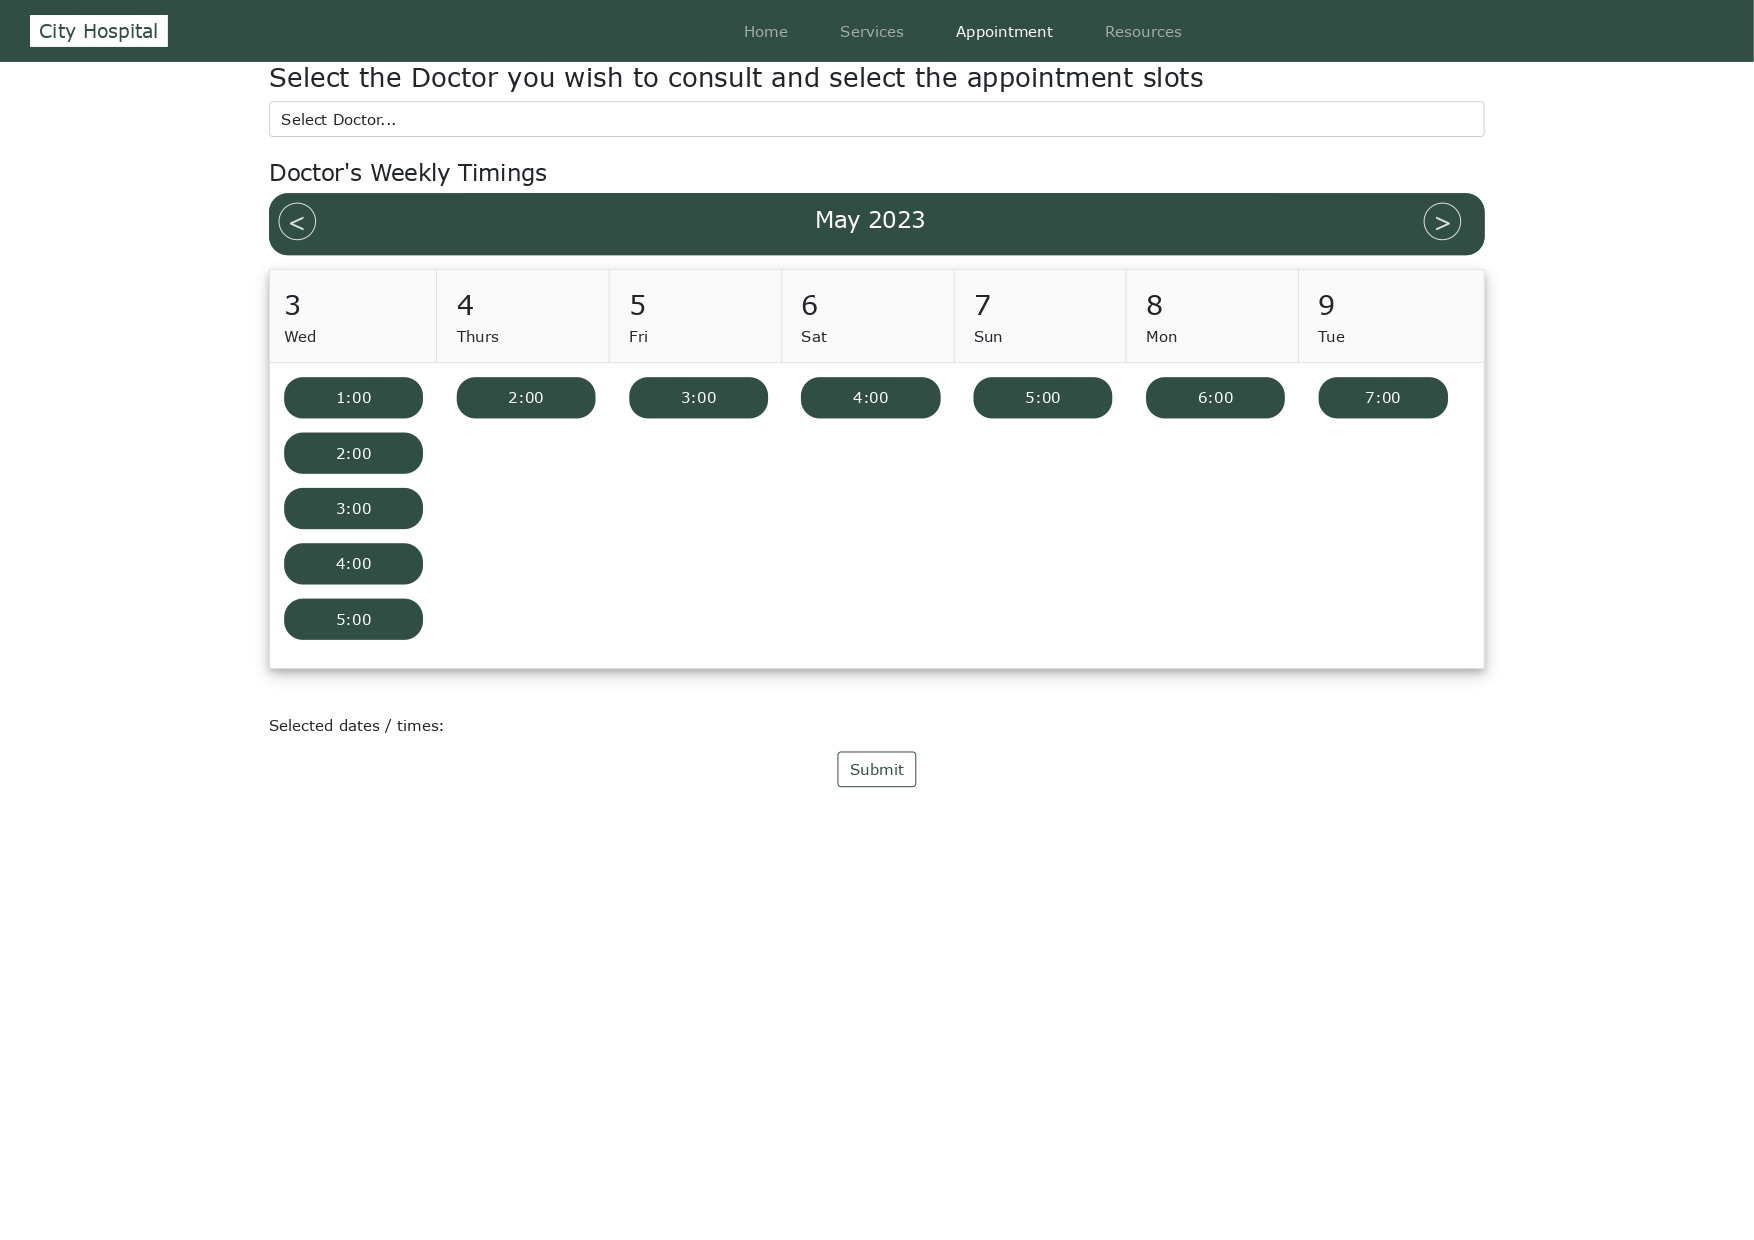 City Hospital Home Services Appointment Resources
Select the Doctor you wish to consult and select the appointment slots
Select Doctor...
Doctor's Weekly Timings
< May 2023 >
3 4 5 6 7 8 9
Wed Thurs Fri Sat Sun Mon Tue
1:00 2:00 3:00 4:00 5:00 6:00 7:00
2:00
3:00
4:00
5:00
Selected dates / times:
Submit